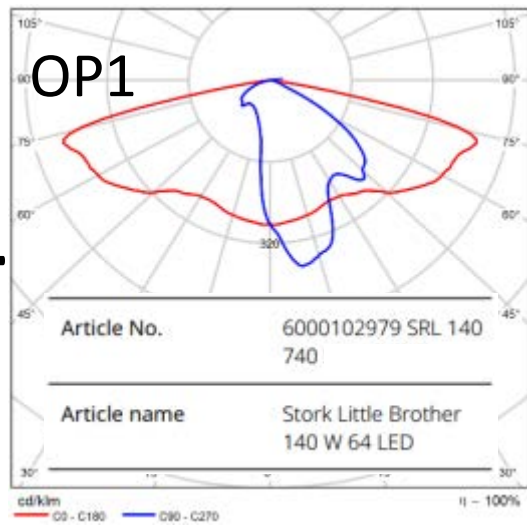 105° 105°
OP1
90° 90°
75° 75°
60° 60°
320
45° 45°
Article No. 6000102979 SRL 140
740
Article name Stork Little Brother
140 W 64 LED
30° 0° 30°
cd/klm η = 100%
C0 - C180 C90 - C270